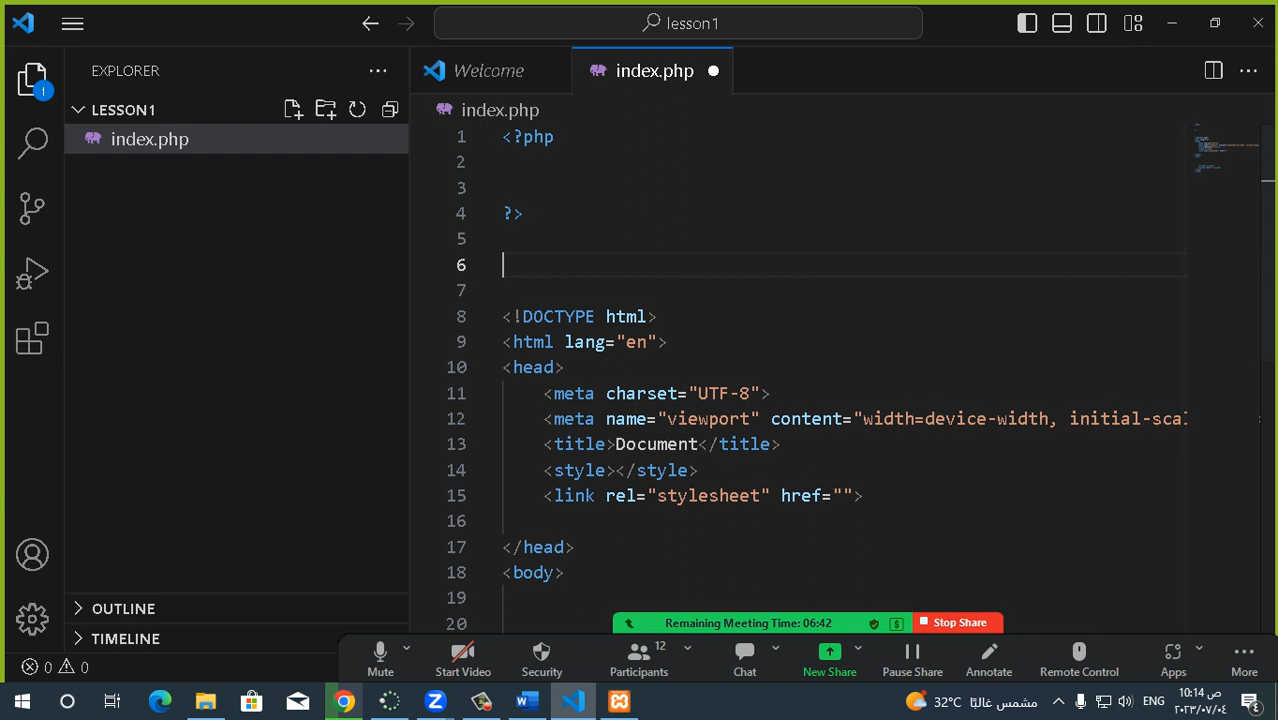 lesson1
EXPLORER
Welcome
index.php
LESSON1
index.php
index.php
1 <?php
2
3
4 ?>
5
6
7
8 <!DOCTYPE html>
9 <html lang="en">
10 <head>
11 <meta charset="UTF-8">
12 <meta name="viewport" content="width=device-width, initial-scal
13 <title>Document</title>
14 <style></style>
15 <link rel="stylesheet" href="">
16
17 </head>
18 <body>
19
20
1
OUTLINE
TIMELINE
0 0
Remaining Meeting Time: 06:42
Stop Share
Mute
Start Video
Security
12
Participants
Chat
New Share
Pause Share
Annotate
Remote Control
Apps
More
32°C مشمس غالبًا
ENG
١٠:١٤ ص
٢٠٢٣/٠٧/٠٤